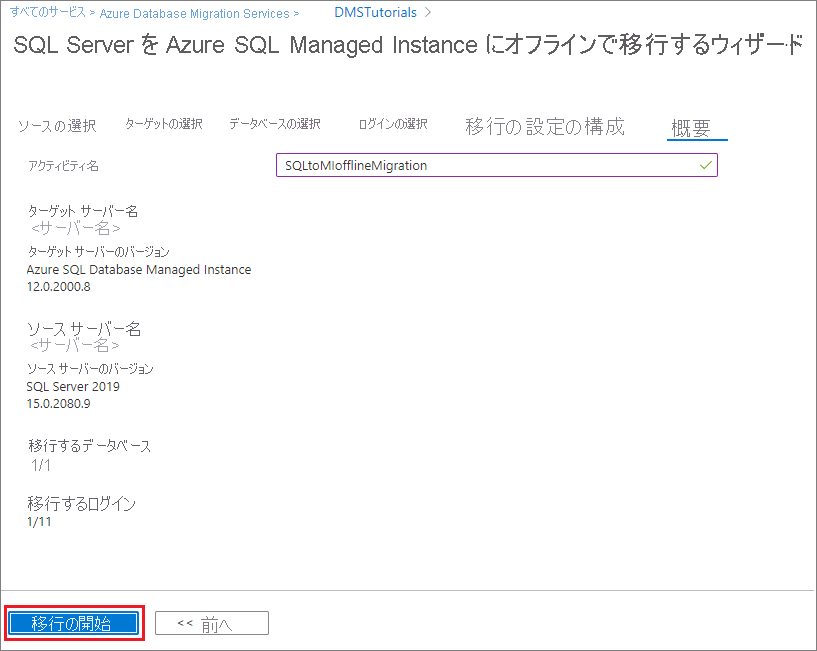 すべてのサービス > Azure Database Migration Services > DMSTutorials >
SQL Server を Azure SQL Managed Instance にオフラインで移行するウィザード
ソースの選択 ターゲットの選択 データベースの選択 ログインの選択 移行の設定の構成 概要
アクティビティ名 SQLtoMIofflineMigration
ターゲット サーバー名
<サーバー名>
ターゲット サーバーのバージョン
Azure SQL Database Managed Instance
12.0.2000.8
ソース サーバー名
<サーバー名>
ソース サーバーのバージョン
SQL Server 2019
15.0.2080.9
移行するデータベース
1/1
移行するログイン
1/11
移行の開始 << 前へ